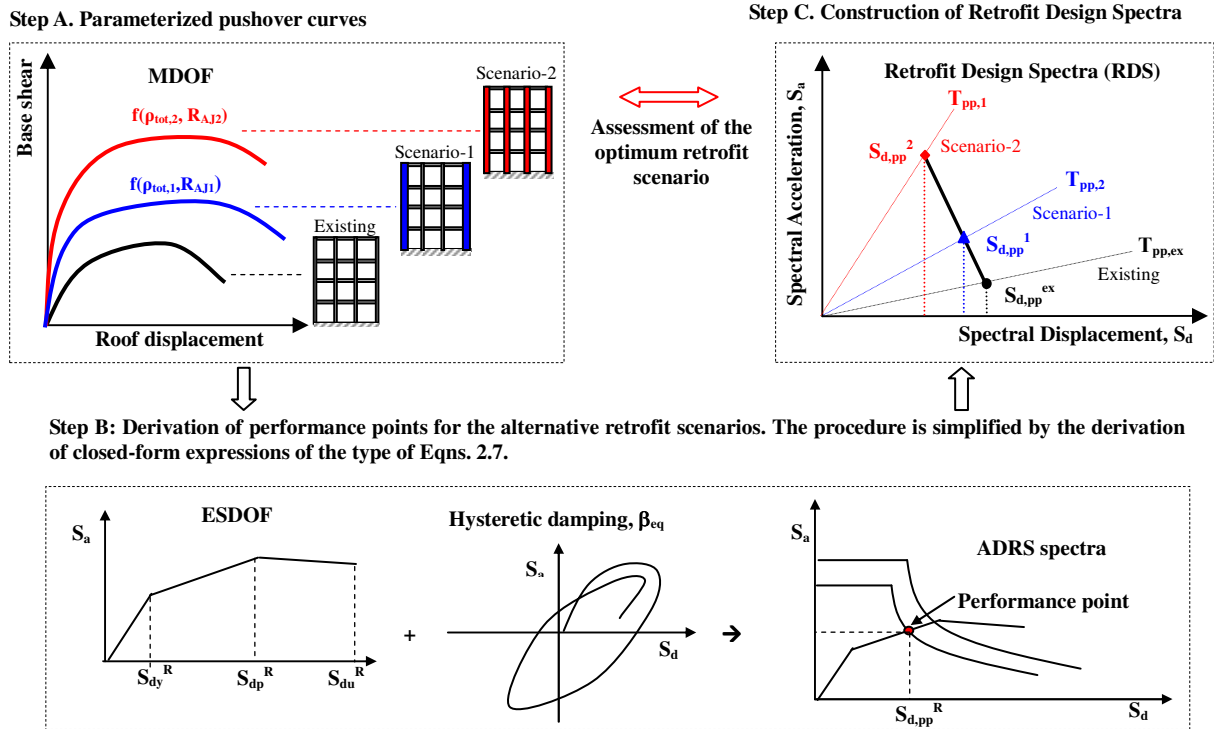 Step A. Parameterized pushover curves
Base shear
MDOF
f(ρtot,2, RAJ2)
f(ρtot,1,RAJ1)
Scenario-2
Scenario-1
Existing
Roof displacement
Assessment of the
optimum retrofit
scenario
Step C. Construction of Retrofit Design Spectra
Spectral Acceleration, Sa
Retrofit Design Spectra (RDS)
Tpp,1
Sd,pp2
Scenario-2
Tpp,2
Scenario-1
Sd,pp1
Tpp,ex
Existing
Sd,ppex
Spectral Displacement, Sd
Step B: Derivation of performance points for the alternative retrofit scenarios. The procedure is simplified by the derivation
of closed-form expressions of the type of Eqns. 2.7.
ESDOF
Sa
SdyR
SdpR
SduR
+
Hysteretic damping, βeq
Sa
Sd
➔
Sa
ADRS spectra
Performance point
Sd,ppR
Sd